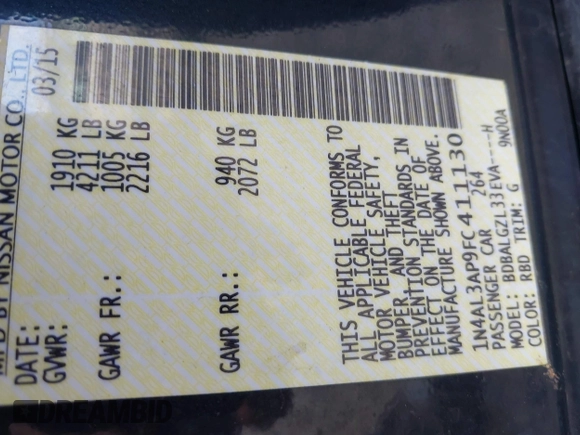 MFD BY NISSAN MOTOR CO., LTD.
DATE: 03/15
GVWR: 1910 KG
4211 LB
GAWR FR.: 1005 KG
2216 LB
GAWR RR.: 940 KG
2072 LB
THIS VEHICLE CONFORMS TO
ALL APPLICABLE FEDERAL
MOTOR VEHICLE SAFETY,
BUMPER, AND THEFT
PREVENTION STANDARDS IN
EFFECT ON THE DATE OF
MANUFACTURE SHOWN ABOVE.
1N4AL3AP9FC411130
PASSENGER CAR 264
MODEL: BDBALGZL33EVA----H
COLOR: RBD TRIM: G 9N00A
DREAMBID